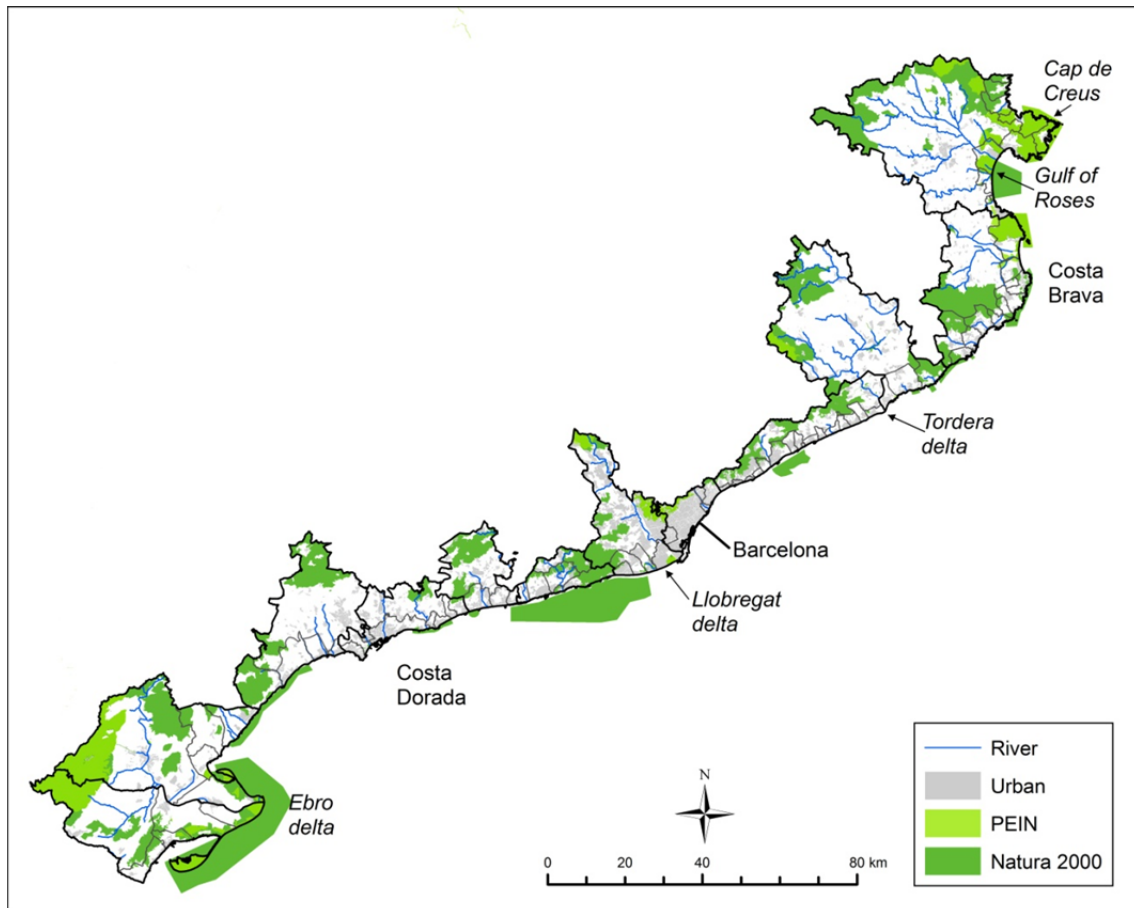 Cap de
Creus
Gulf of
Roses
Costa
Brava
Tordera
delta
Barcelona
Llobregat
delta
Costa
Dorada
Ebro
delta
N
0 20 40 80 km
River
Urban
PEIN
Natura 2000